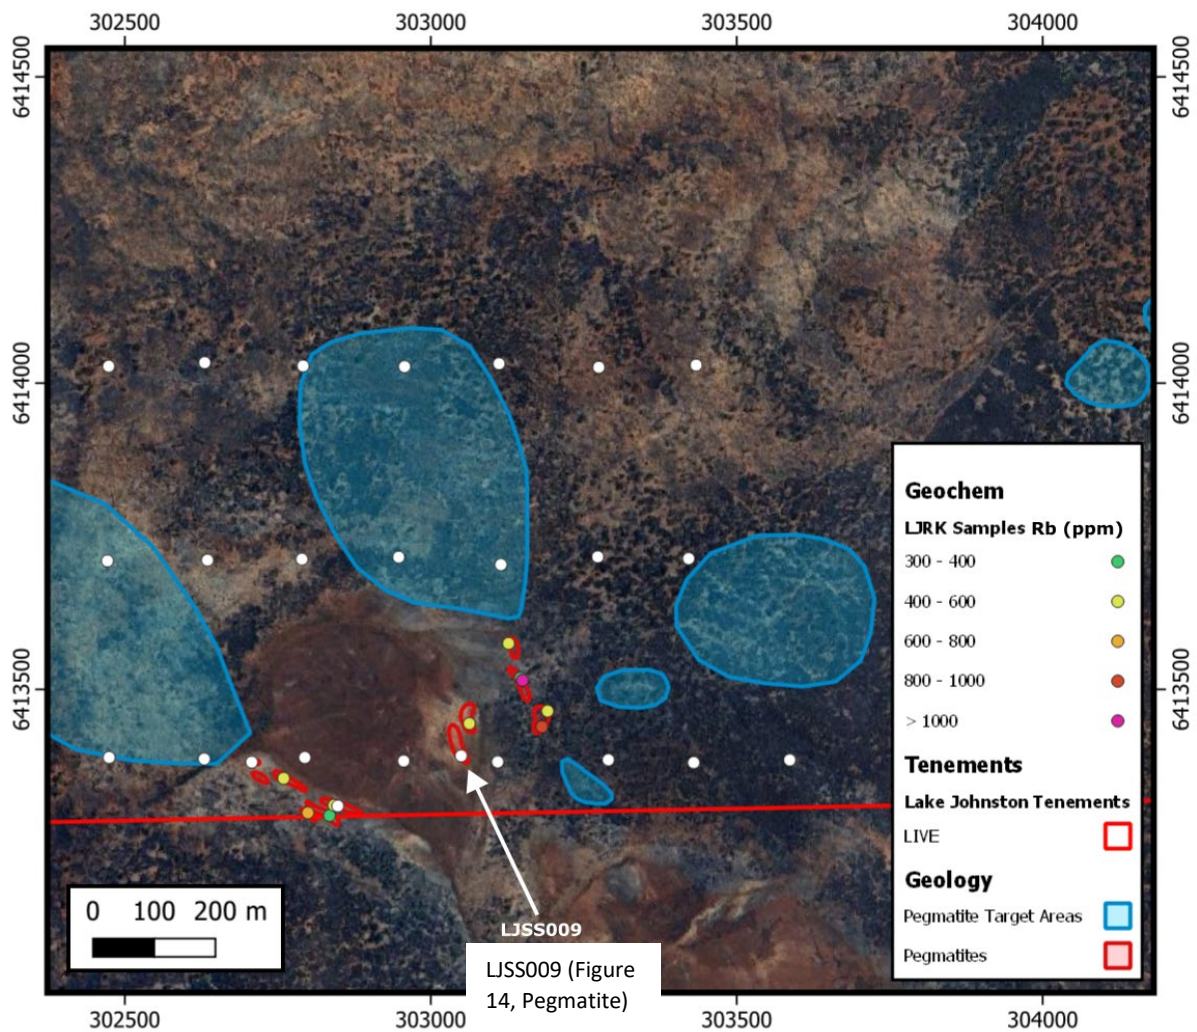 302500 303000 303500 304000
6414500 6414500
6414000 6414000
6413500 6413500
Geochem
LJRK Samples Rb (ppm)
300 - 400
400 - 600
600 - 800
800 - 1000
> 1000
Tenements
Lake Johnston Tenements
LIVE
Geology
Pegmatite Target Areas
Pegmatites
0 100 200 m
LJSS009
LJSS009 (Figure
14, Pegmatite)
302500 303000 303500 304000